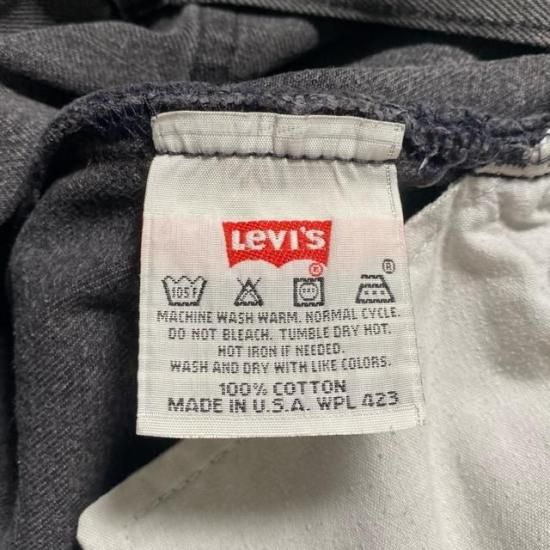 Levi's
®
®
105F
MACHINE WASH WARM. NORMAL CYCLE.
DO NOT BLEACH. TUMBLE DRY HOT.
HOT IRON IF NEEDED.
WASH AND DRY WITH LIKE COLORS.
100% COTTON
MADE IN U.S.A. WPL 423